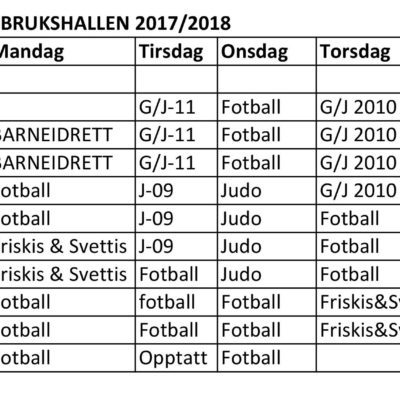 BRUKSHALLEN 2017/2018
Mandag Tirsdag Onsdag Torsdag
G/J-11 Fotball G/J 2010
BARNEIDRETT G/J-11 Fotball G/J 2010
BARNEIDRETT G/J-11 Fotball G/J 2010
otball J-09 Judo G/J 2010
otball J-09 Judo Fotball
riskis & Svettis J-09 Judo Fotball
riskis & Svettis Fotball Judo Fotball
otball fotball Fotball Friskis&S
otball Fotball Fotball Friskis&S
otball Opptatt Fotball